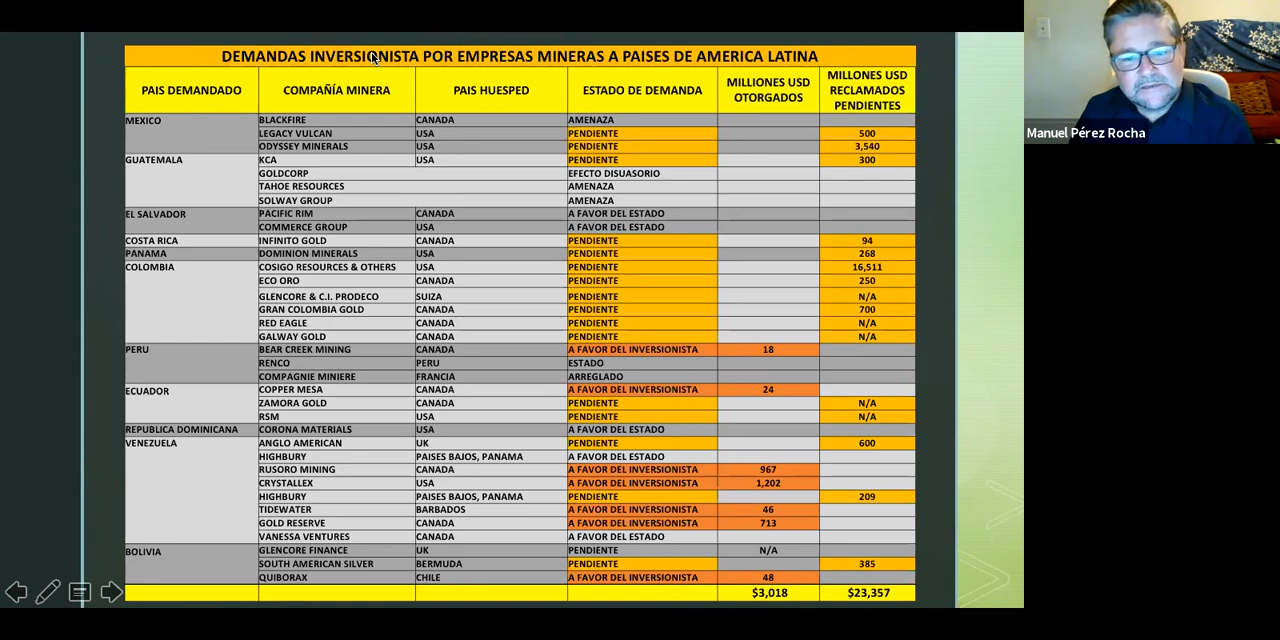 DEMANDAS INVERSIONISTA POR EMPRESAS MINERAS A PAISES DE AMERICA LATINA
PAIS DEMANDADO COMPAÑÍA MINERA PAIS HUESPED ESTADO DE DEMANDA MILLONES USD OTORGADOS MILLONES USD RECLAMADOS PENDIENTES
MEXICO BLACKFIRE CANADA AMENAZA
LEGACY VULCAN USA PENDIENTE 500
ODYSSEY MINERALS USA PENDIENTE 3,540
GUATEMALA KCA USA PENDIENTE 300
GOLDCORP EFECTO DISUASORIO
TAHOE RESOURCES AMENAZA
SOLWAY GROUP AMENAZA
EL SALVADOR PACIFIC RIM CANADA A FAVOR DEL ESTADO
COMMERCE GROUP USA A FAVOR DEL ESTADO
COSTA RICA INFINITO GOLD CANADA PENDIENTE 94
PANAMA DOMINION MINERALS USA PENDIENTE 268
COLOMBIA COSIGO RESOURCES & OTHERS USA PENDIENTE 16,511
ECO ORO CANADA PENDIENTE 250
GLENCORE & C.I. PRODECO SUIZA PENDIENTE N/A
GRAN COLOMBIA GOLD CANADA PENDIENTE 700
RED EAGLE CANADA PENDIENTE N/A
GALWAY GOLD CANADA PENDIENTE N/A
PERU BEAR CREEK MINING CANADA A FAVOR DEL INVERSIONISTA 18
RENCO PERU ESTADO
COMPAGNIE MINIERE FRANCIA ARREGLADO
ECUADOR COPPER MESA CANADA A FAVOR DEL INVERSIONISTA 24
ZAMORA GOLD CANADA PENDIENTE N/A
RSM USA PENDIENTE N/A
REPUBLICA DOMINICANA CORONA MATERIALS USA A FAVOR DEL ESTADO
VENEZUELA ANGLO AMERICAN UK PENDIENTE 600
HIGHBURY PAISES BAJOS, PANAMA A FAVOR DEL ESTADO
RUSORO MINING CANADA A FAVOR DEL INVERSIONISTA 967
CRYSTALLEX USA A FAVOR DEL INVERSIONISTA 1,202
HIGHBURY PAISES BAJOS, PANAMA PENDIENTE 209
TIDEWATER BARBADOS A FAVOR DEL INVERSIONISTA 46
GOLD RESERVE CANADA A FAVOR DEL INVERSIONISTA 713
VANESSA VENTURES CANADA A FAVOR DEL ESTADO
BOLIVIA GLENCORE FINANCE UK PENDIENTE N/A
SOUTH AMERICAN SILVER BERMUDA PENDIENTE 385
QUIBORAX CHILE A FAVOR DEL INVERSIONISTA 48
$3,018 $23,357
Manuel Pérez Rocha